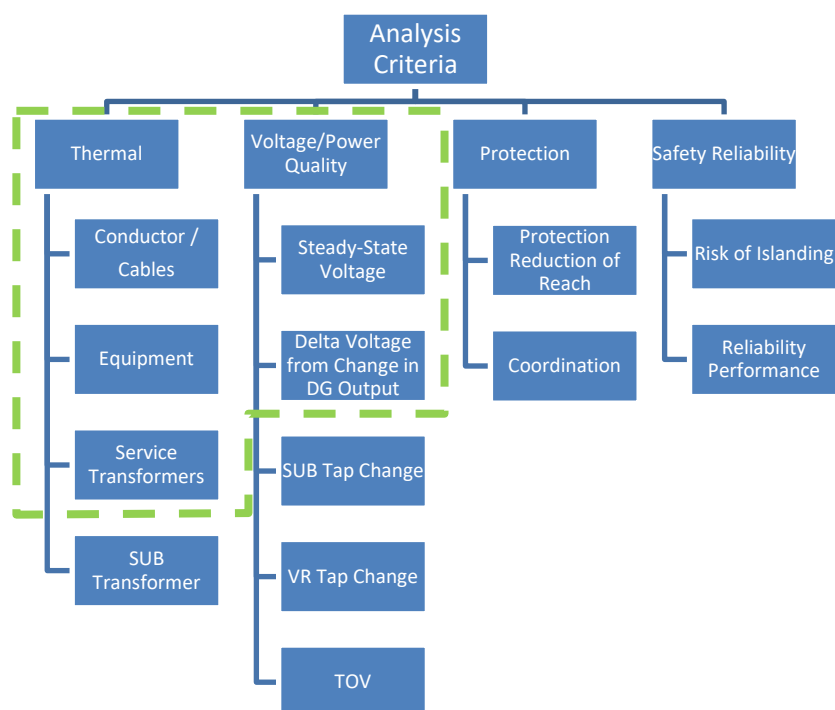 Analysis
Criteria
Thermal
Voltage/Power
Quality
Protection
Safety Reliability
Conductor /
Cables
Equipment
Service
Transformers
SUB
Transformer
Steady-State
Voltage
Delta Voltage
from Change in
DG Output
SUB Tap Change
VR Tap Change
TOV
Protection
Reduction of
Reach
Coordination
Risk of Islanding
Reliability
Performance